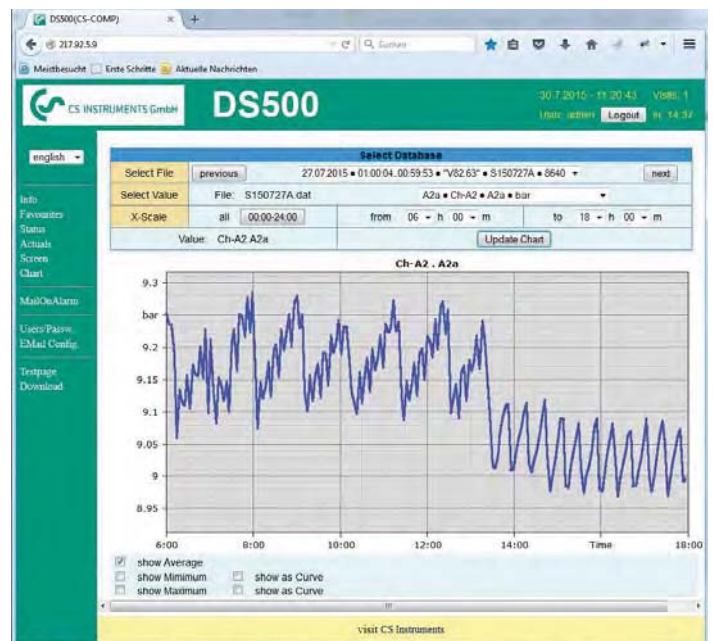 DS500(CS-COMP)
217.92.5.9
Suchen
Meistbesucht Erste Schritte Aktuelle Nachrichten
CS INSTRUMENTS GmbH
DS500
30.7.2015 - 11:20:43 Visits: 1
User: admin Logout in: 14:37
english
Info
Favourites
Status
Actuals
Screen
Chart
MailOnAlarm
Users/Passw.
EMail Config.
Testpage
Download
Select Database
Select File previous 27.07.2015 ● 01:00:04..00:59:53 ● "V82.63" ● S150727A ● 8640 next
Select Value File: S150727A.dat A2a ● Ch-A2 ● A2a ● bar
X-Scale all 00:00-24:00 from 06 h 00 m to 18 h 00 m
Value: Ch-A2.A2a Update Chart
Ch-A2 . A2a
9.3
bar
9.2
9.15
9.1
9.05
9
8.95
6:00 8:00 10:00 12:00 14:00 Time 18:00
show Average
show Mimimum show as Curve
show Maximum show as Curve
visit CS Instruments